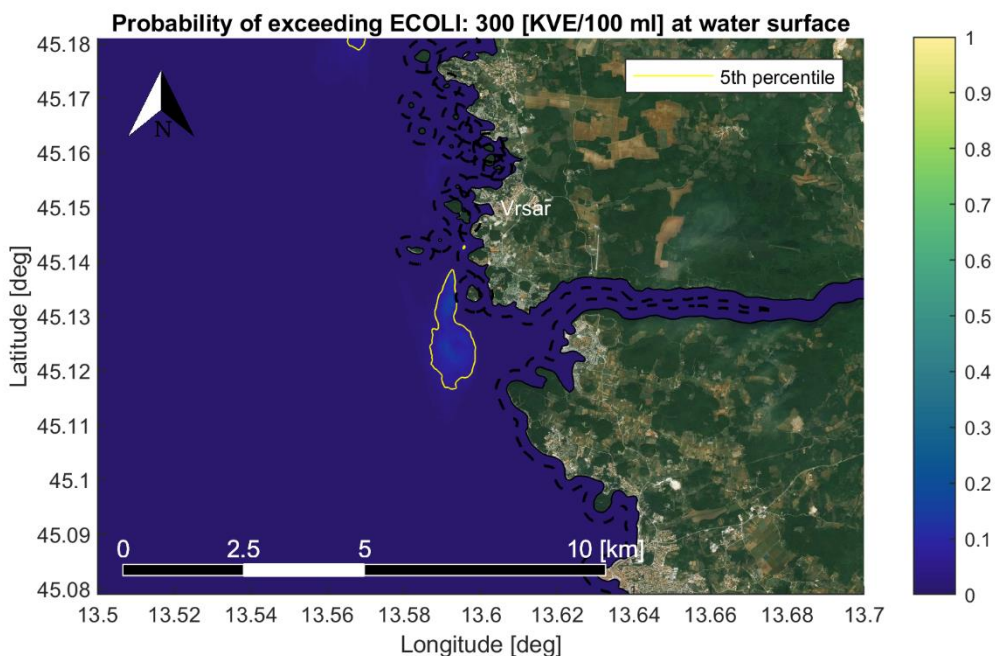 Probability of exceeding ECOLI: 300 [KVE/100 ml] at water surface
45.18
45.17
45.16
45.15
45.14
45.13
45.12
45.11
45.1
45.09
45.08
Latitude [deg]
N
5th percentile
Vrsar
0 2.5 5 10 [km]
13.5 13.52 13.54 13.56 13.58 13.6 13.62 13.64 13.66 13.68 13.7
Longitude [deg]
1
0.9
0.8
0.7
0.6
0.5
0.4
0.3
0.2
0.1
0